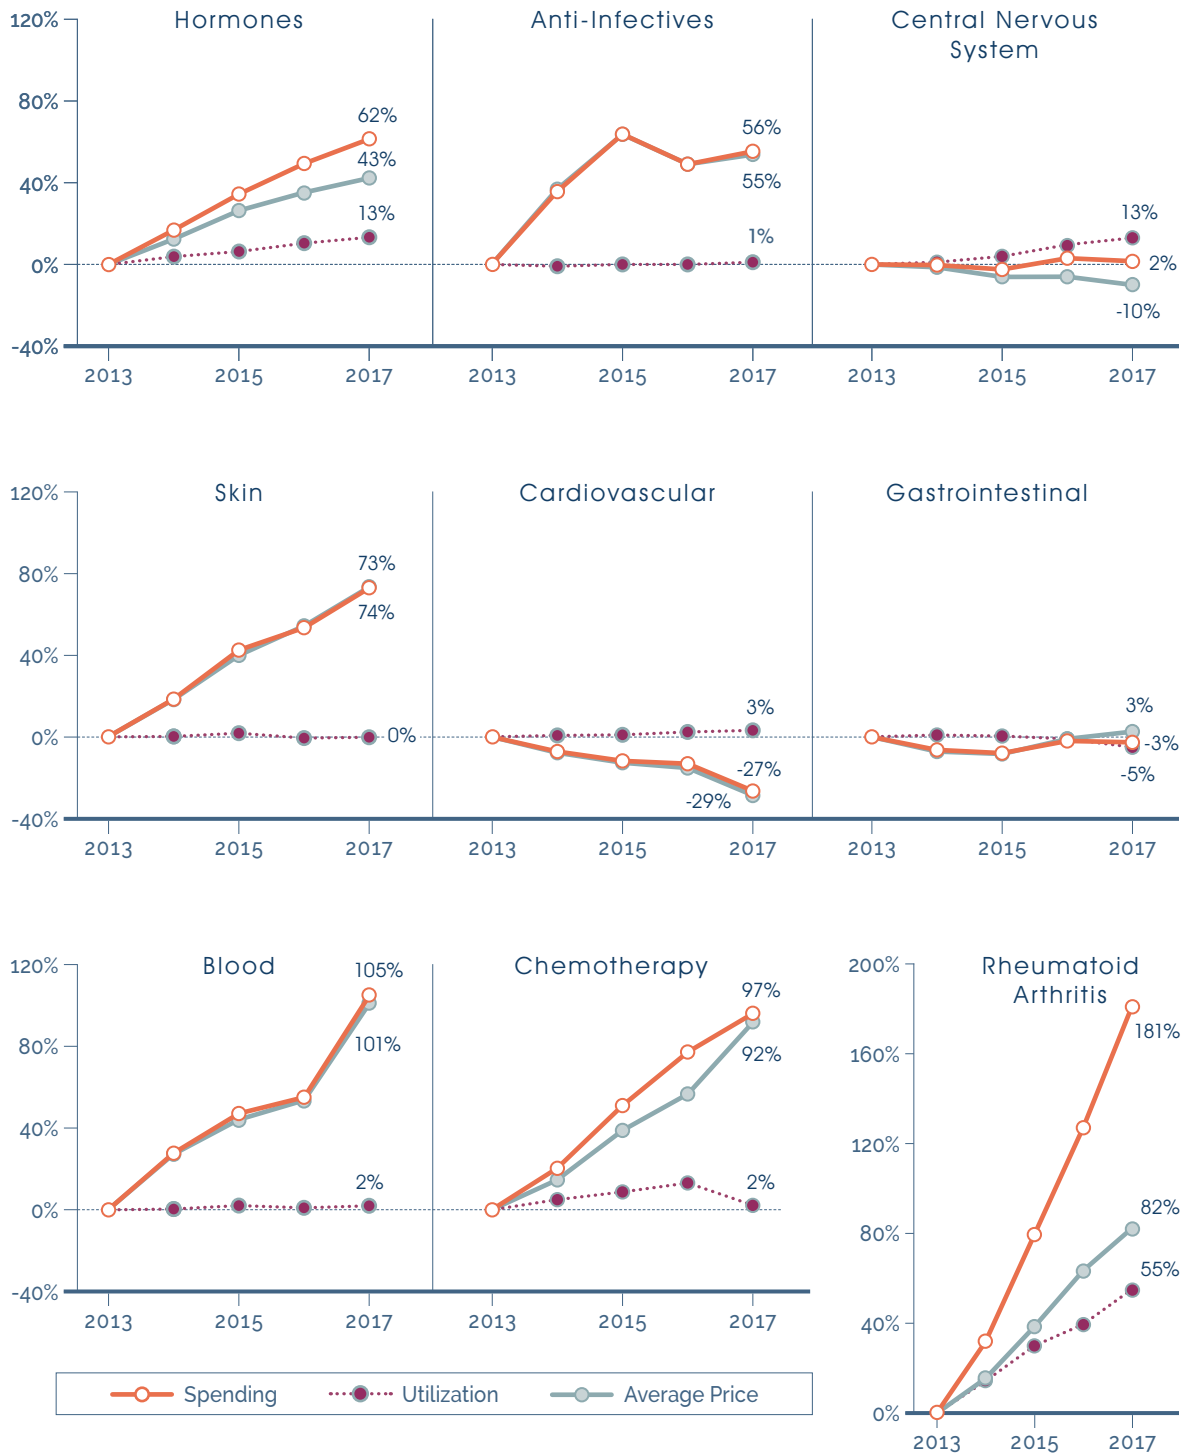 Hormones
Anti-Infectives
Central Nervous
System
120%
80%
40%
0%
-40%
62%
43%
13%
56%
55%
1%
13%
2%
-10%
2013 2015 2017
2013 2015 2017
2013 2015 2017
Skin
Cardiovascular
Gastrointestinal
120%
80%
40%
0%
-40%
73%
74%
0%
3%
-27%
-29%
3%
-3%
-5%
2013 2015 2017
2013 2015 2017
2013 2015 2017
Blood
Chemotherapy
Rheumatoid
Arthritis
120%
80%
40%
0%
-40%
105%
101%
2%
97%
92%
2%
200%
160%
120%
80%
40%
0%
181%
82%
55%
2013 2015 2017
2013 2015 2017
2013 2015 2017
Spending Utilization Average Price